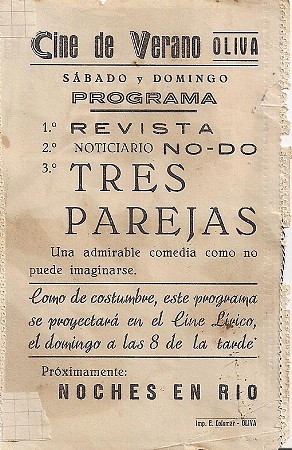 Cine de Verano OLIVA
SÁBADO y DOMINGO
PROGRAMA
1.º REVISTA
2.º NOTICIARIO NO-DO
3.º TRES
PAREJAS
Una admirable comedia como no
puede imaginarse.
Como de costumbre, este programa
se proyectará en el Cine Lírico,
el domingo a las 8 de la tarde
Próximamente:
NOCHES EN RIO
Imp. E. Colomar - OLIVA